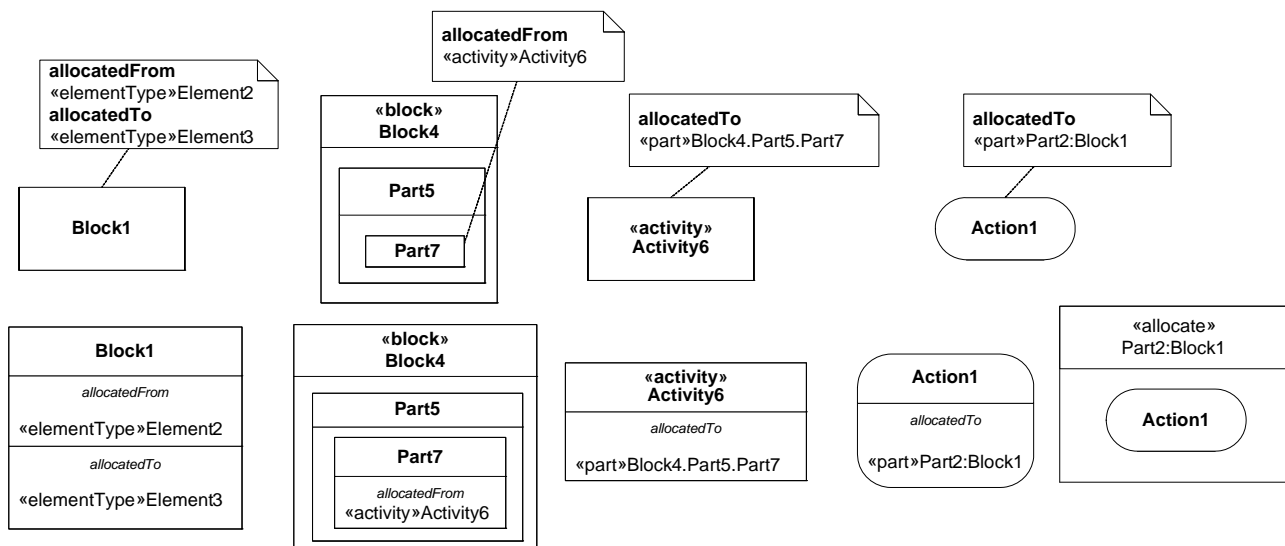 allocatedFrom
«activity»Activity6
allocatedFrom
«elementType»Element2
allocatedTo
«elementType»Element3
Block1
«block»
Block4
Part5
Part7
allocatedTo
«part»Block4.Part5.Part7
«activity»
Activity6
allocatedTo
«part»Part2:Block1
Action1
Block1
allocatedFrom
«elementType»Element2
allocatedTo
«elementType»Element3
«block»
Block4
Part5
Part7
allocatedFrom
«activity»Activity6
«activity»
Activity6
allocatedTo
«part»Block4.Part5.Part7
Action1
allocatedTo
«part»Part2:Block1
«allocate»
Part2:Block1
Action1